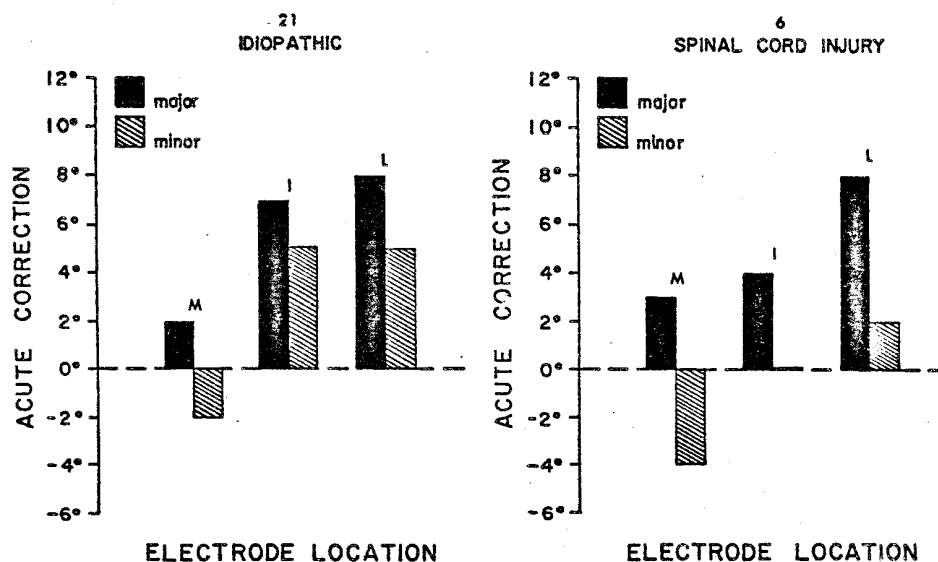 21
IDIOPATHIC
12°
10°
8°
6°
4°
2°
0°
-2°
-4°
-6°
ACUTE CORRECTION
major
minor
M
I
L
ELECTRODE LOCATION
6
SPINAL CORD INJURY
12°
10°
8°
6°
4°
2°
0°
-2°
-4°
-6°
ACUTE CORRECTION
major
minor
M
I
L
ELECTRODE LOCATION